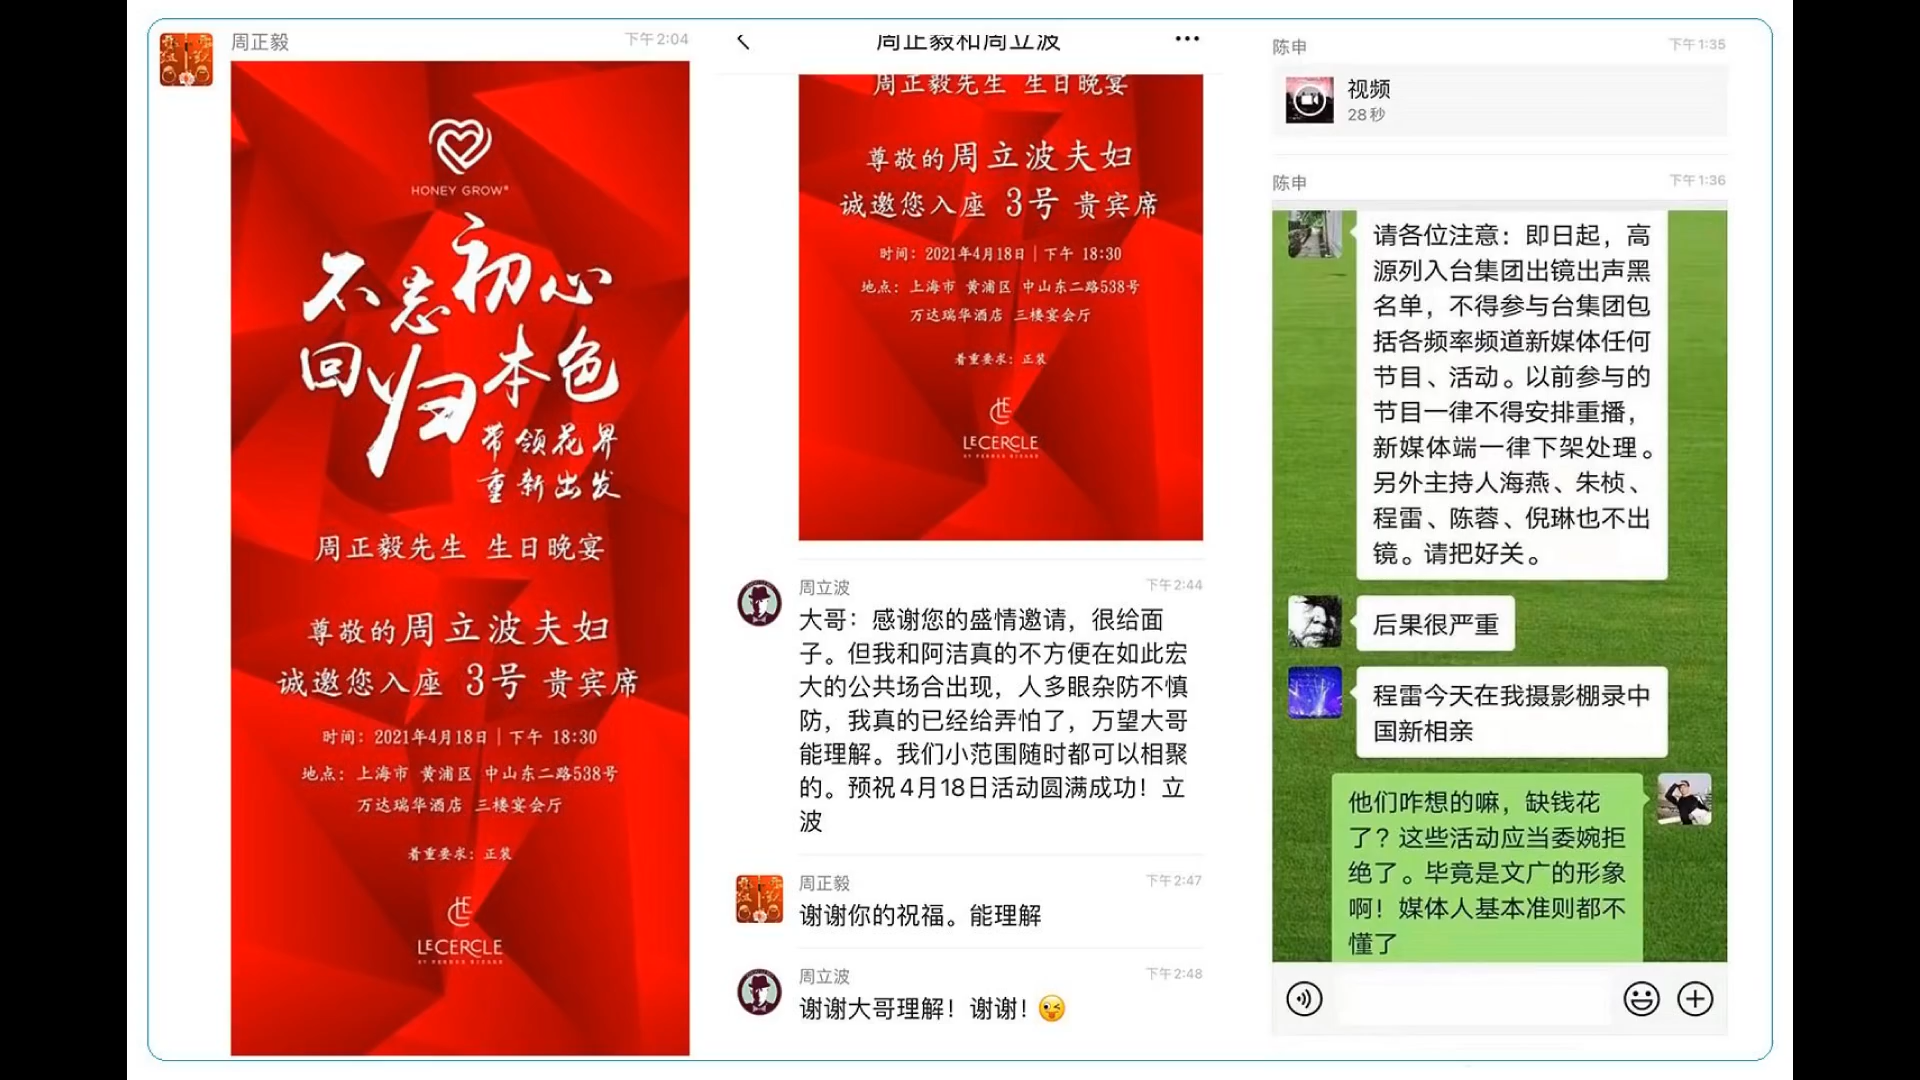 周正毅
下午2:04
HONEY GROW®
不忘初心
回归本色
带领花界
重新出发
周正毅先生 生日晚宴
尊敬的周立波夫妇
诚邀您入座 3号 贵宾席
时间：2021年4月18日|下午 18:30
地点：上海市 黄浦区 中山东二路538号
万达瑞华酒店 三楼宴会厅
着重要求：正装
LE CERCLE
周正毅和周立波
周正毅先生 生日晚宴
尊敬的周立波夫妇
诚邀您入座 3号 贵宾席
时间：2021年4月18日|下午 18:30
地点：上海市 黄浦区 中山东二路538号
万达瑞华酒店 三楼宴会厅
着重要求：正装
LE CERCLE
周立波
下午2:44
大哥：感谢您的盛情邀请，很给面
子。但我和阿洁真的不方便在如此宏
大的公共场合出现，人多眼杂防不慎
防，我真的已经给弄怕了，万望大哥
能理解。我们小范围随时都可以相聚
的。预祝4月18日活动圆满成功！立
波
周正毅
下午2:47
谢谢你的祝福。能理解
周立波
下午2:48
谢谢大哥理解！谢谢！😜
陈申
下午1:35
视频
28秒
陈申
下午1:36
请各位注意：即日起，高
源列入台集团出镜出声黑
名单，不得参与台集团包
括各频率频道新媒体任何
节目、活动。以前参与的
节目一律不得安排重播，
新媒体端一律下架处理。
另外主持人海燕、朱桢、
程雷、陈蓉、倪琳也不出
镜。请把好关。
后果很严重
程雷今天在我摄影棚录中
国新相亲
他们咋想的嘛，缺钱花
了？这些活动应当委婉拒
绝了。毕竟是文广的形象
啊！媒体人基本准则都不
懂了